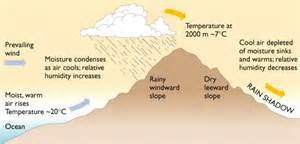 Prevailing
wind
Moisture condenses
as air cools; relative
humidity increases
Temperature at
2000 m ~7°C
Cool air depleted
of moisture sinks
and warms; relative
humidity decreases
Moist, warm
air rises
Temperature ~20°C
Rainy
windward
slope
Dry
leeward
slope
RAIN SHADOW
Ocean